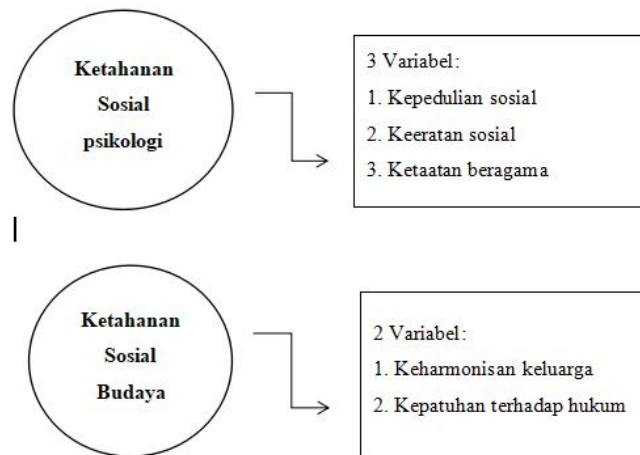 Ketahanan
Sosial
psikologi
3 Variabel:
1. Kepedulian sosial
2. Keeratan sosial
3. Ketaatan beragama
Ketahanan
Sosial
Budaya
2 Variabel:
1. Keharmonisan keluarga
2. Kepatuhan terhadap hukum